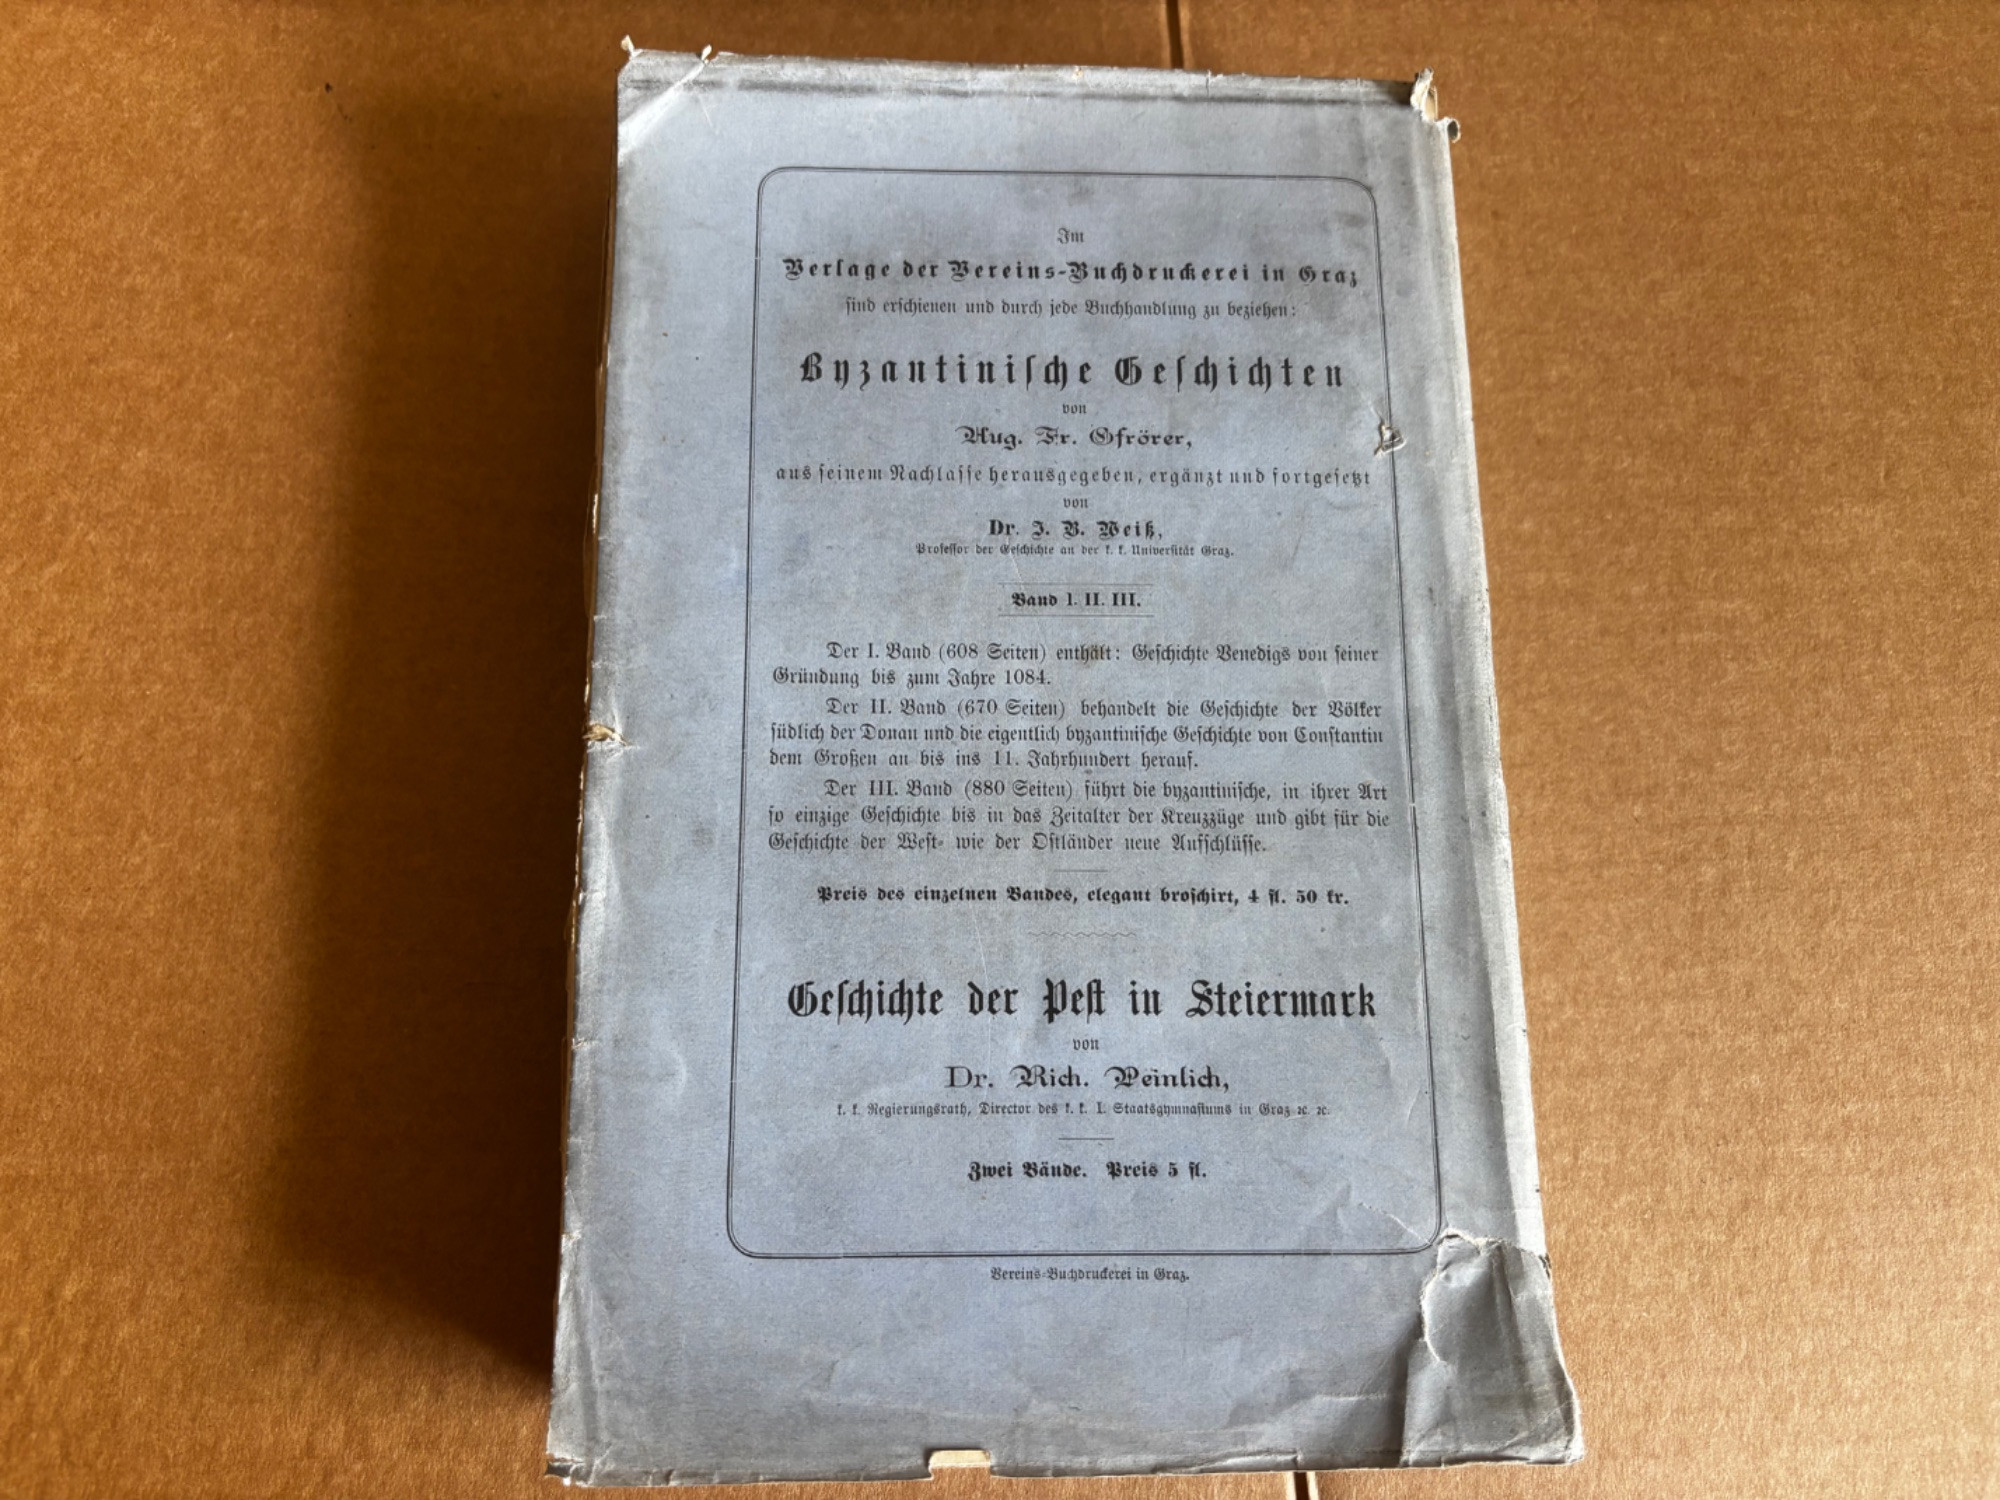 Im
Verlage der Vereins-Buchdruckerei in Graz
sind erschienen und durch jede Buchhandlung zu beziehen:
Byzantinische Geschichten
von
Aug. Fr. Gfrörer,
aus seinem Nachlasse herausgegeben, ergänzt und fortgesetzt
von
Dr. J. B. Weiß,
Professor der Geschichte an der k. k. Universität Graz.
Band I. II. III.
Der I. Band (608 Seiten) enthält: Geschichte Venedigs von seiner
Gründung bis zum Jahre 1084.
Der II. Band (670 Seiten) behandelt die Geschichte der Völker
südlich der Donau und die eigentlich byzantinische Geschichte von Constantin
dem Großen an bis ins 11. Jahrhundert herauf.
Der III. Band (880 Seiten) führt die byzantinische, in ihrer Art
so einzige Geschichte bis in das Zeitalter der Kreuzzüge und gibt für die
Geschichte der West- wie der Ostländer neue Aufschlüsse.
Preis des einzelnen Bandes, elegant broschirt, 4 fl. 50 kr.
Geschichte der Pest in Steiermark
von
Dr. Rich. Peinlich,
k. k. Regierungsrath, Director des k. k. I. Staatsgymnasiums in Graz ꝛc. ꝛc.
Zwei Bände. Preis 5 fl.
Vereins-Buchdruckerei in Graz.